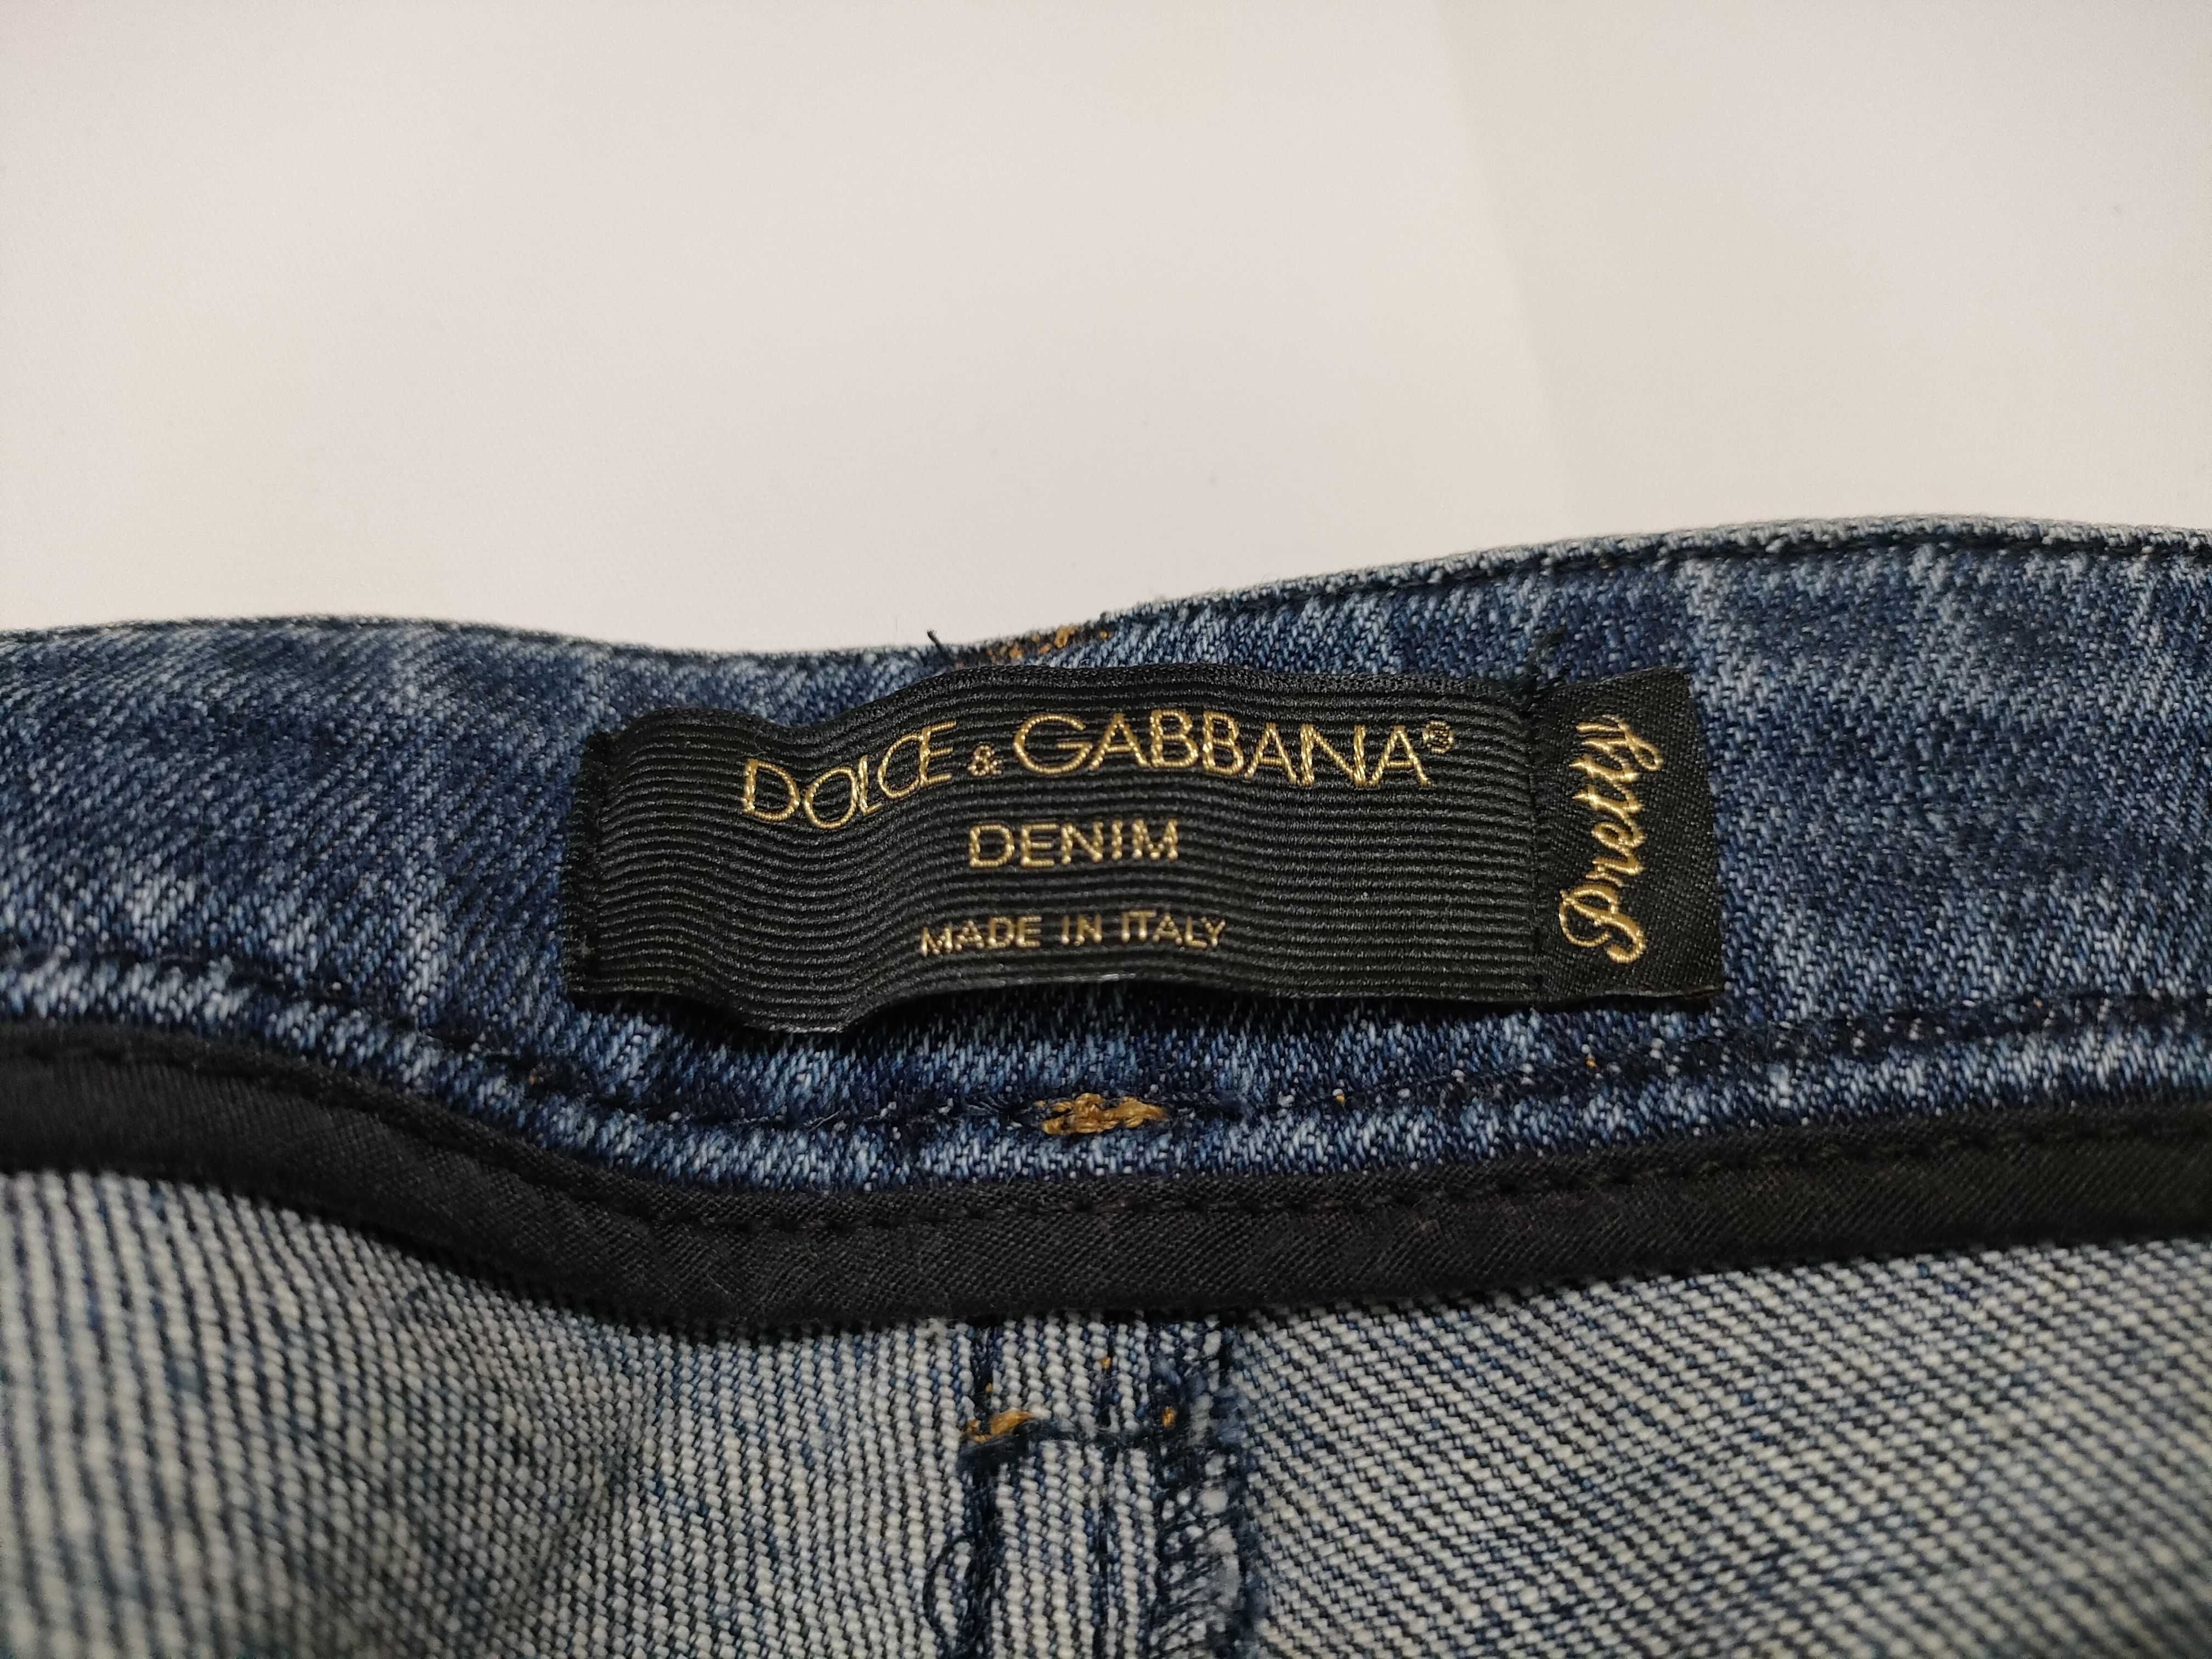 DOLCE & GABBANA®
DENIM
MADE IN ITALY
Pretty